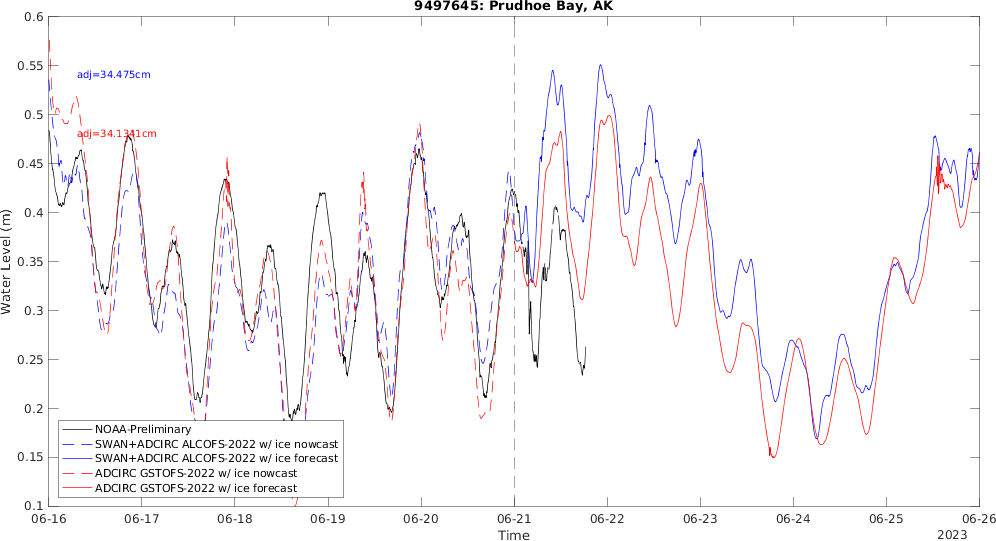 9497645: Prudhoe Bay, AK
0.6
0.55
0.5
0.45
0.4
0.35
0.3
0.25
0.2
0.15
0.1
Water Level (m)
adj=34.475cm
adj=34.1341cm
NOAA-Preliminary
SWAN+ADCIRC ALCOFS-2022 w/ ice nowcast
SWAN+ADCIRC ALCOFS-2022 w/ ice forecast
ADCIRC GSTOFS-2022 w/ ice nowcast
ADCIRC GSTOFS-2022 w/ ice forecast
06-16 06-17 06-18 06-19 06-20 06-21 06-22 06-23 06-24 06-25 06-26
Time
2023